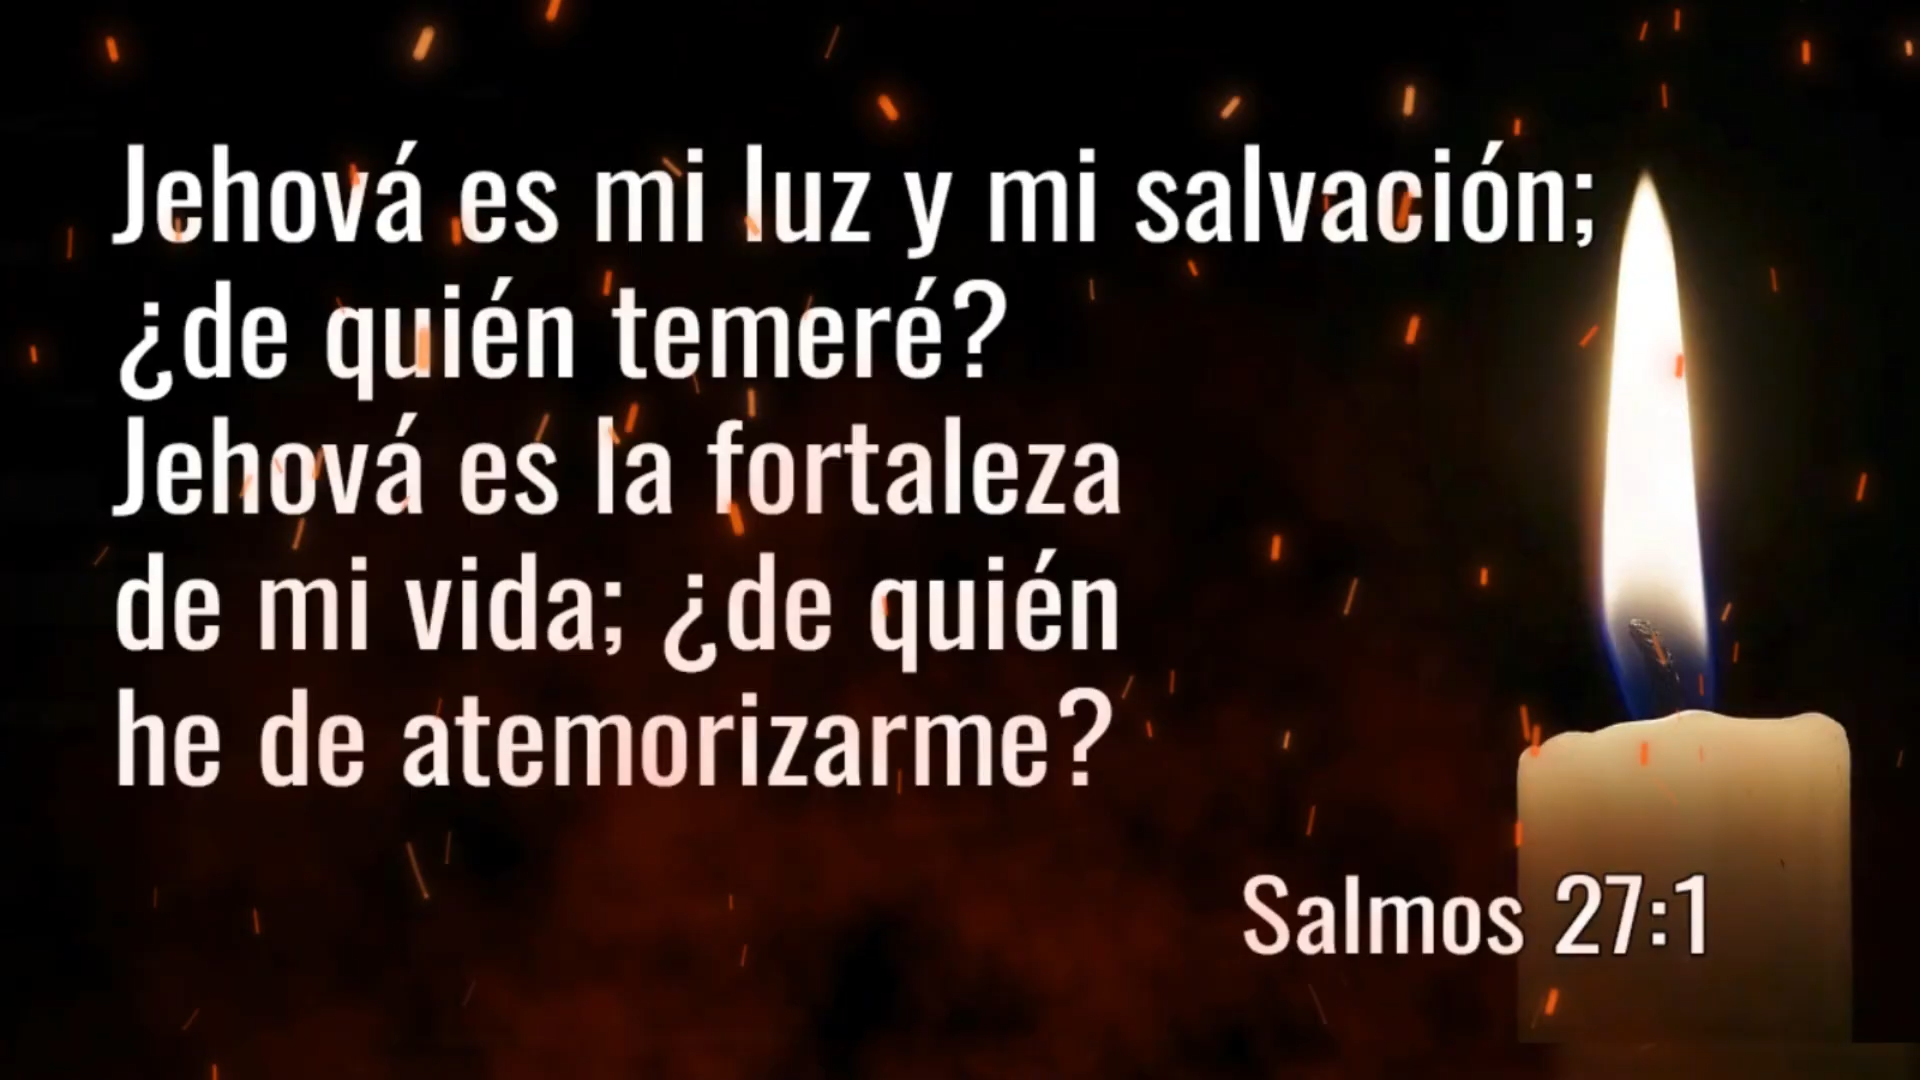 Jehová es mi luz y mi salvación;
¿de quién temeré?
Jehová es la fortaleza
de mi vida; ¿de quién
he de atemorizarme?
Salmos 27:1